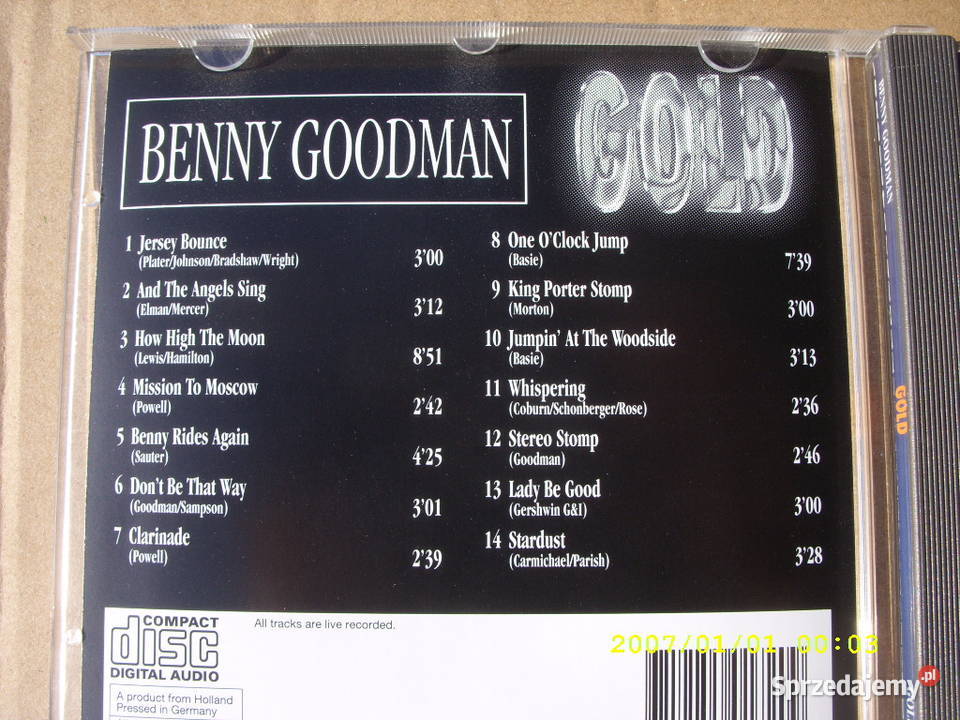 BENNY GOODMAN
GOLD
1 Jersey Bounce
(Plater/Johnson/Bradshaw/Wright) 3'00
2 And The Angels Sing
(Elman/Mercer) 3'12
3 How High The Moon
(Lewis/Hamilton) 8'51
4 Mission To Moscow
(Powell) 2'42
5 Benny Rides Again
(Sauter) 4'25
6 Don't Be That Way
(Goodman/Sampson) 3'01
7 Clarinade
(Powell) 2'39
8 One O'Clock Jump
(Basie) 7'39
9 King Porter Stomp
(Morton) 3'00
10 Jumpin' At The Woodside
(Basie) 3'13
11 Whispering
(Coburn/Schonberger/Rose) 2'36
12 Stereo Stomp
(Goodman) 2'46
13 Lady Be Good
(Gershwin G&I) 3'00
14 Stardust
(Carmichael/Parish) 3'28
COMPACT
disc
DIGITAL AUDIO
All tracks are live recorded.
A product from Holland
Pressed in Germany
BENNY GOODMAN
GOLD
2007/01/01 00:03
Sprzedajemy.pl